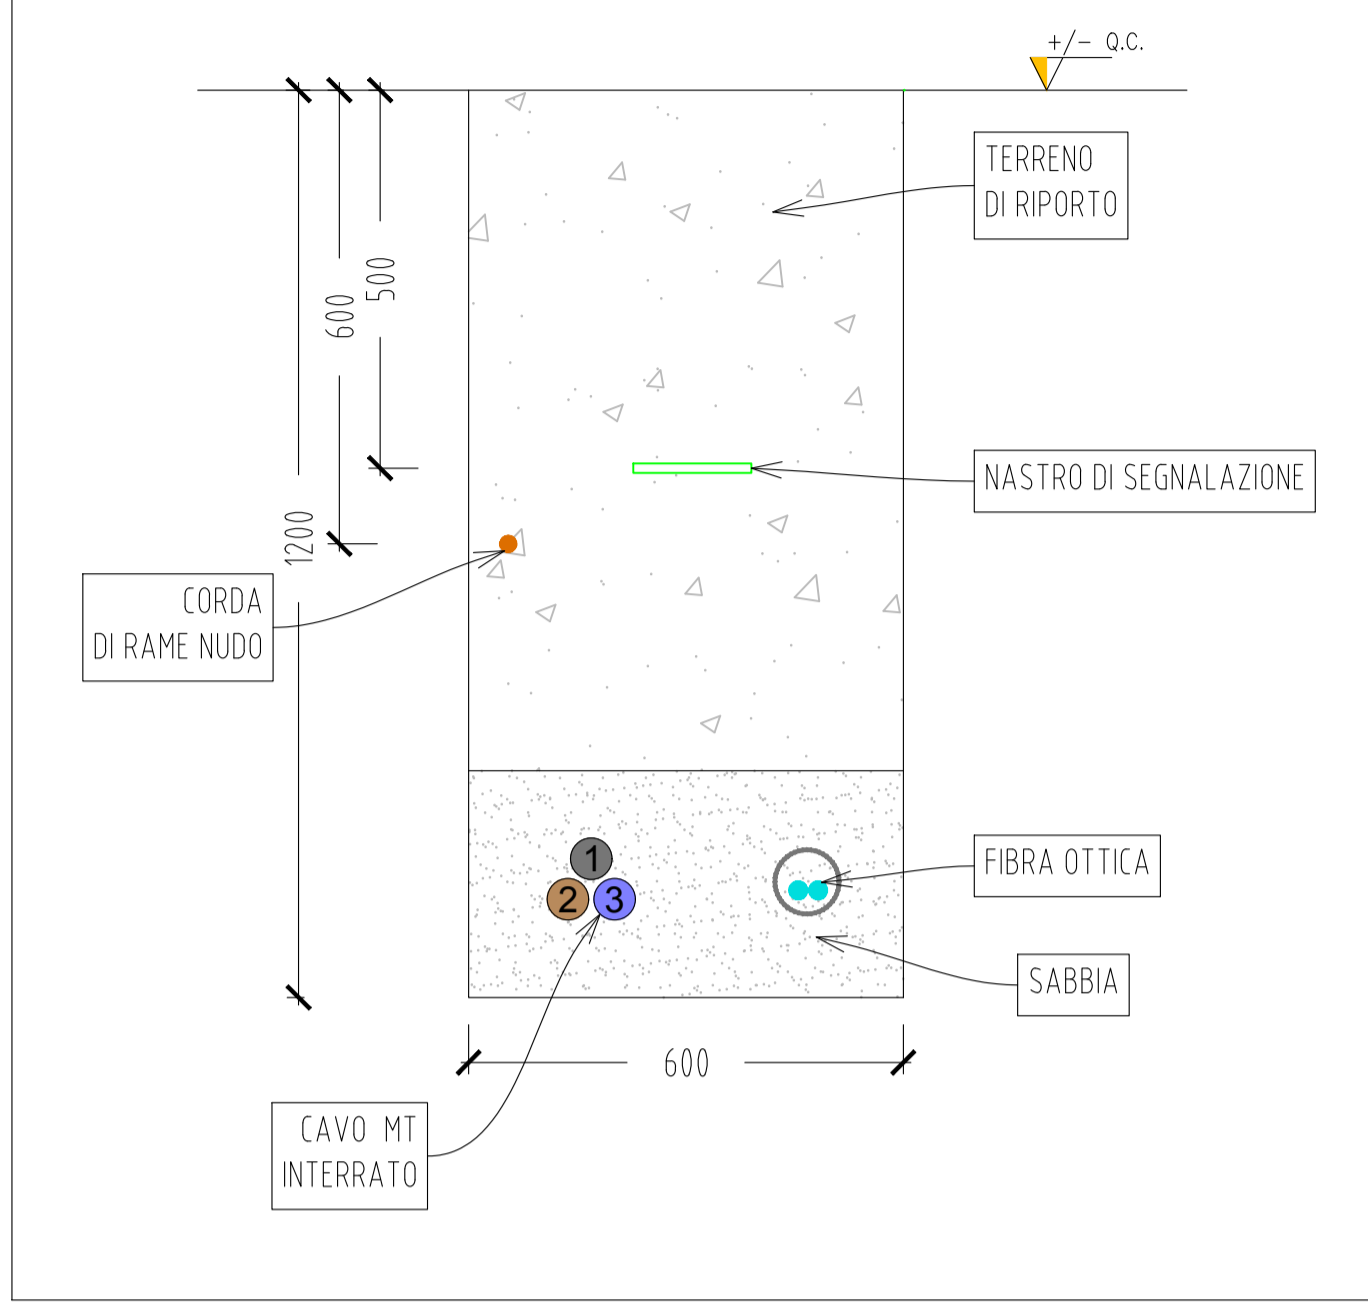 +/- Q.C.
TERRENO
DI RIPORTO
500
600
1200
NASTRO DI SEGNALAZIONE
CORDA
DI RAME NUDO
1
2
3
FIBRA OTTICA
SABBIA
600
CAVO MT
INTERRATO